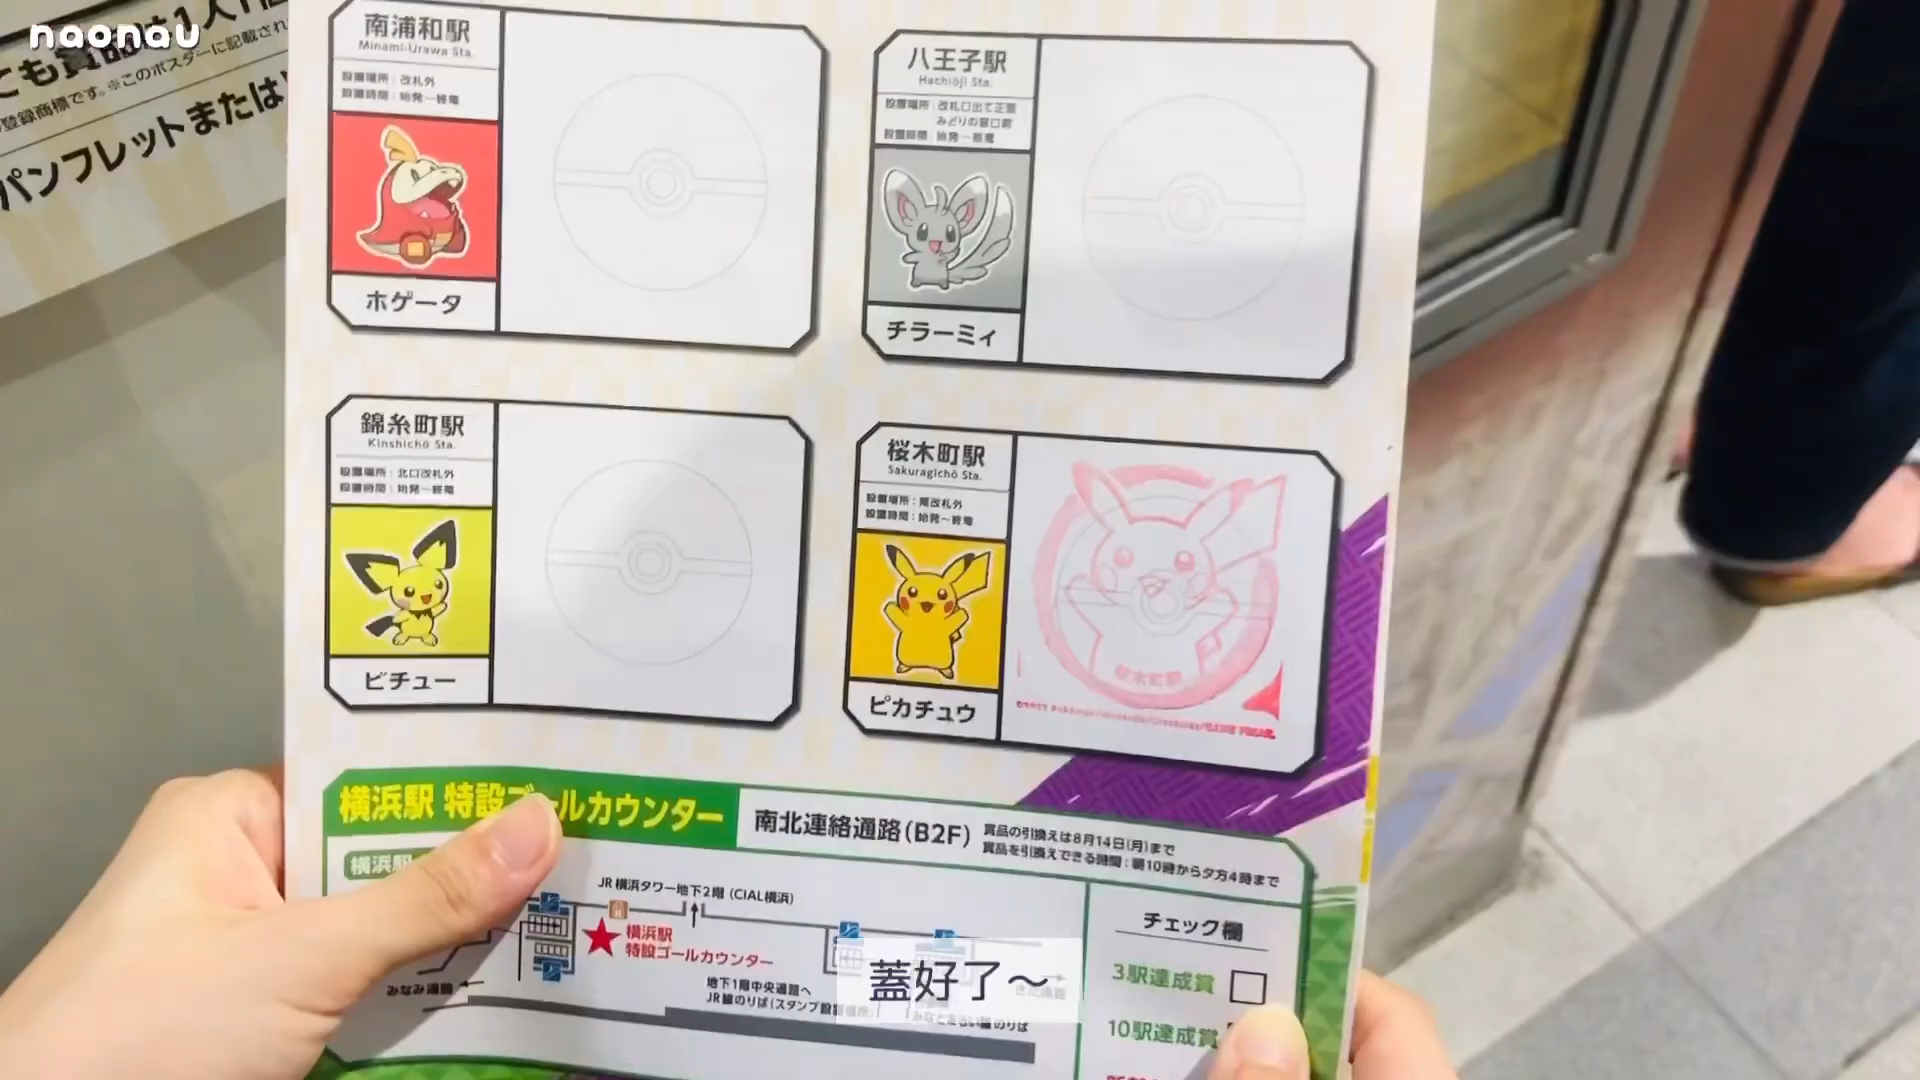 naonau
パンフレットまたは
南浦和駅
Minami-Urawa Sta.
設置場所：改札外
設置時間：始発～終電
ホゲータ
八王子駅
Hachiōji Sta.
設置場所：改札口出て正面
みどりの窓口前
設置時間：始発～終電
チラーミィ
錦糸町駅
Kinshichō Sta.
設置場所：北口改札外
設置時間：始発～終電
ピチュー
桜木町駅
Sakuragichō Sta.
設置場所：南改札外
設置時間：始発～終電
ピカチュウ
桜木町駅
横浜駅 特設ゴールカウンター
南北連絡通路(B2F)
賞品の引換えは8月14日(月)まで
賞品を引換えできる時間：朝10時から夕方4時まで
横浜駅
JR横浜タワー地下2階 (CIAL横浜)
横浜駅
特設ゴールカウンター
みなみ通路
地下1階中央通路へ
JR線のりば(スタンプ設置場所)
みなとみらい線のりば
チェック欄
3駅達成賞
10駅達成賞
蓋好了～